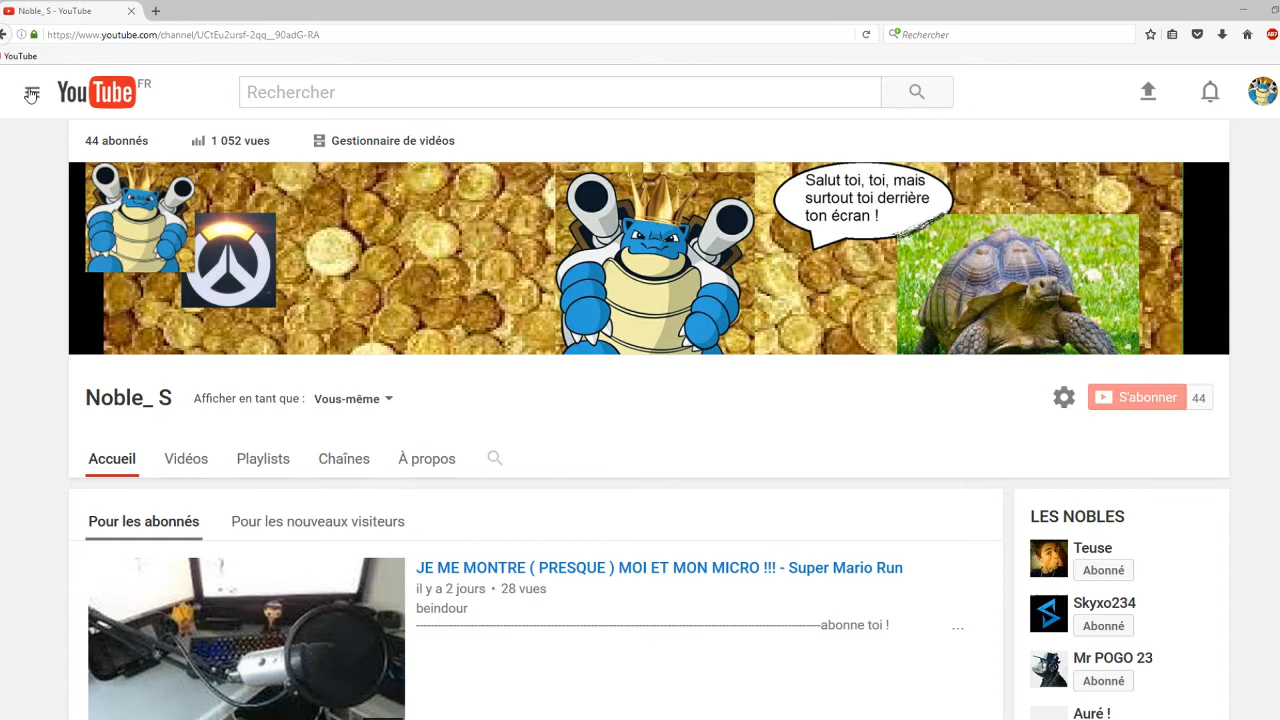 Noble_ S - YouTube
https://www.youtube.com/channel/UCtEu2ursf-2qq__90adG-RA
Rechercher
ABP
YouTube
YouTube FR
Rechercher
44 abonnés
1 052 vues
Gestionnaire de vidéos
Salut toi, toi, mais
surtout toi derrière
ton écran !
Noble_ S
Afficher en tant que :
Vous-même
S'abonner
44
Accueil
Vidéos
Playlists
Chaînes
À propos
Pour les abonnés
Pour les nouveaux visiteurs
JE ME MONTRE ( PRESQUE ) MOI ET MON MICRO !!! - Super Mario Run
il y a 2 jours • 28 vues
beindour
----------abonne toi !
...
LES NOBLES
Teuse
Abonné
Skyxo234
Abonné
Mr POGO 23
Abonné
Auré !